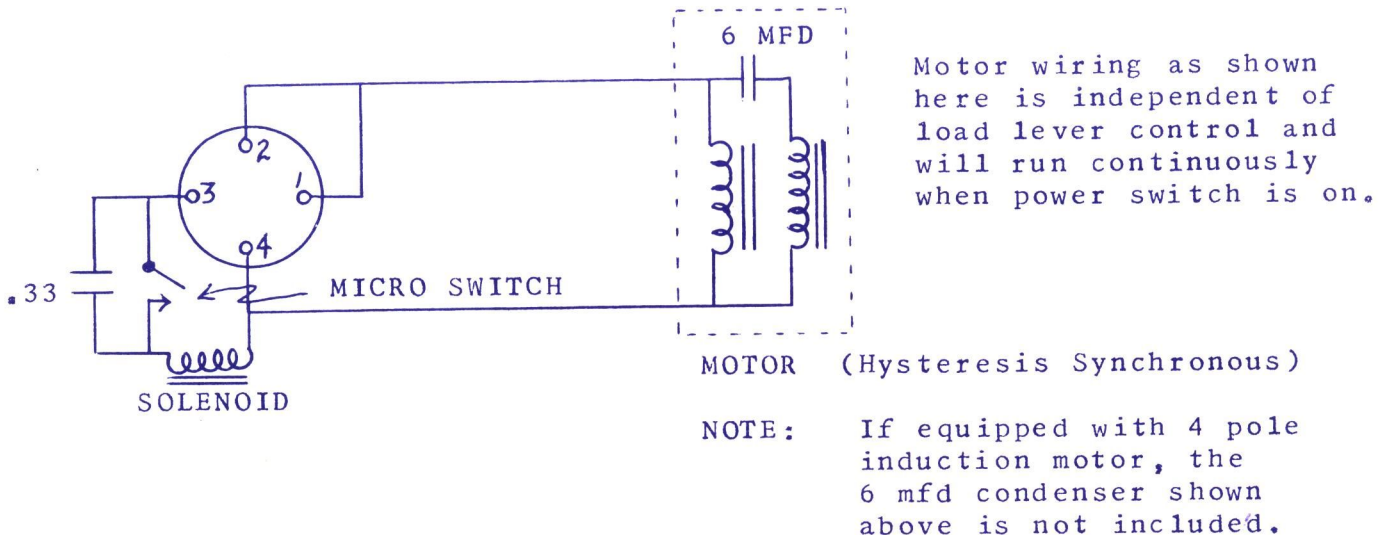 6 MFD
Motor wiring as shown
here is independent of
load lever control and
will run continuously
when power switch is on.
2
3
1
4
.33
MICRO SWITCH
SOLENOID
MOTOR (Hysteresis Synchronous)
NOTE: If equipped with 4 pole
induction motor, the
6 mfd condenser shown
above is not included.